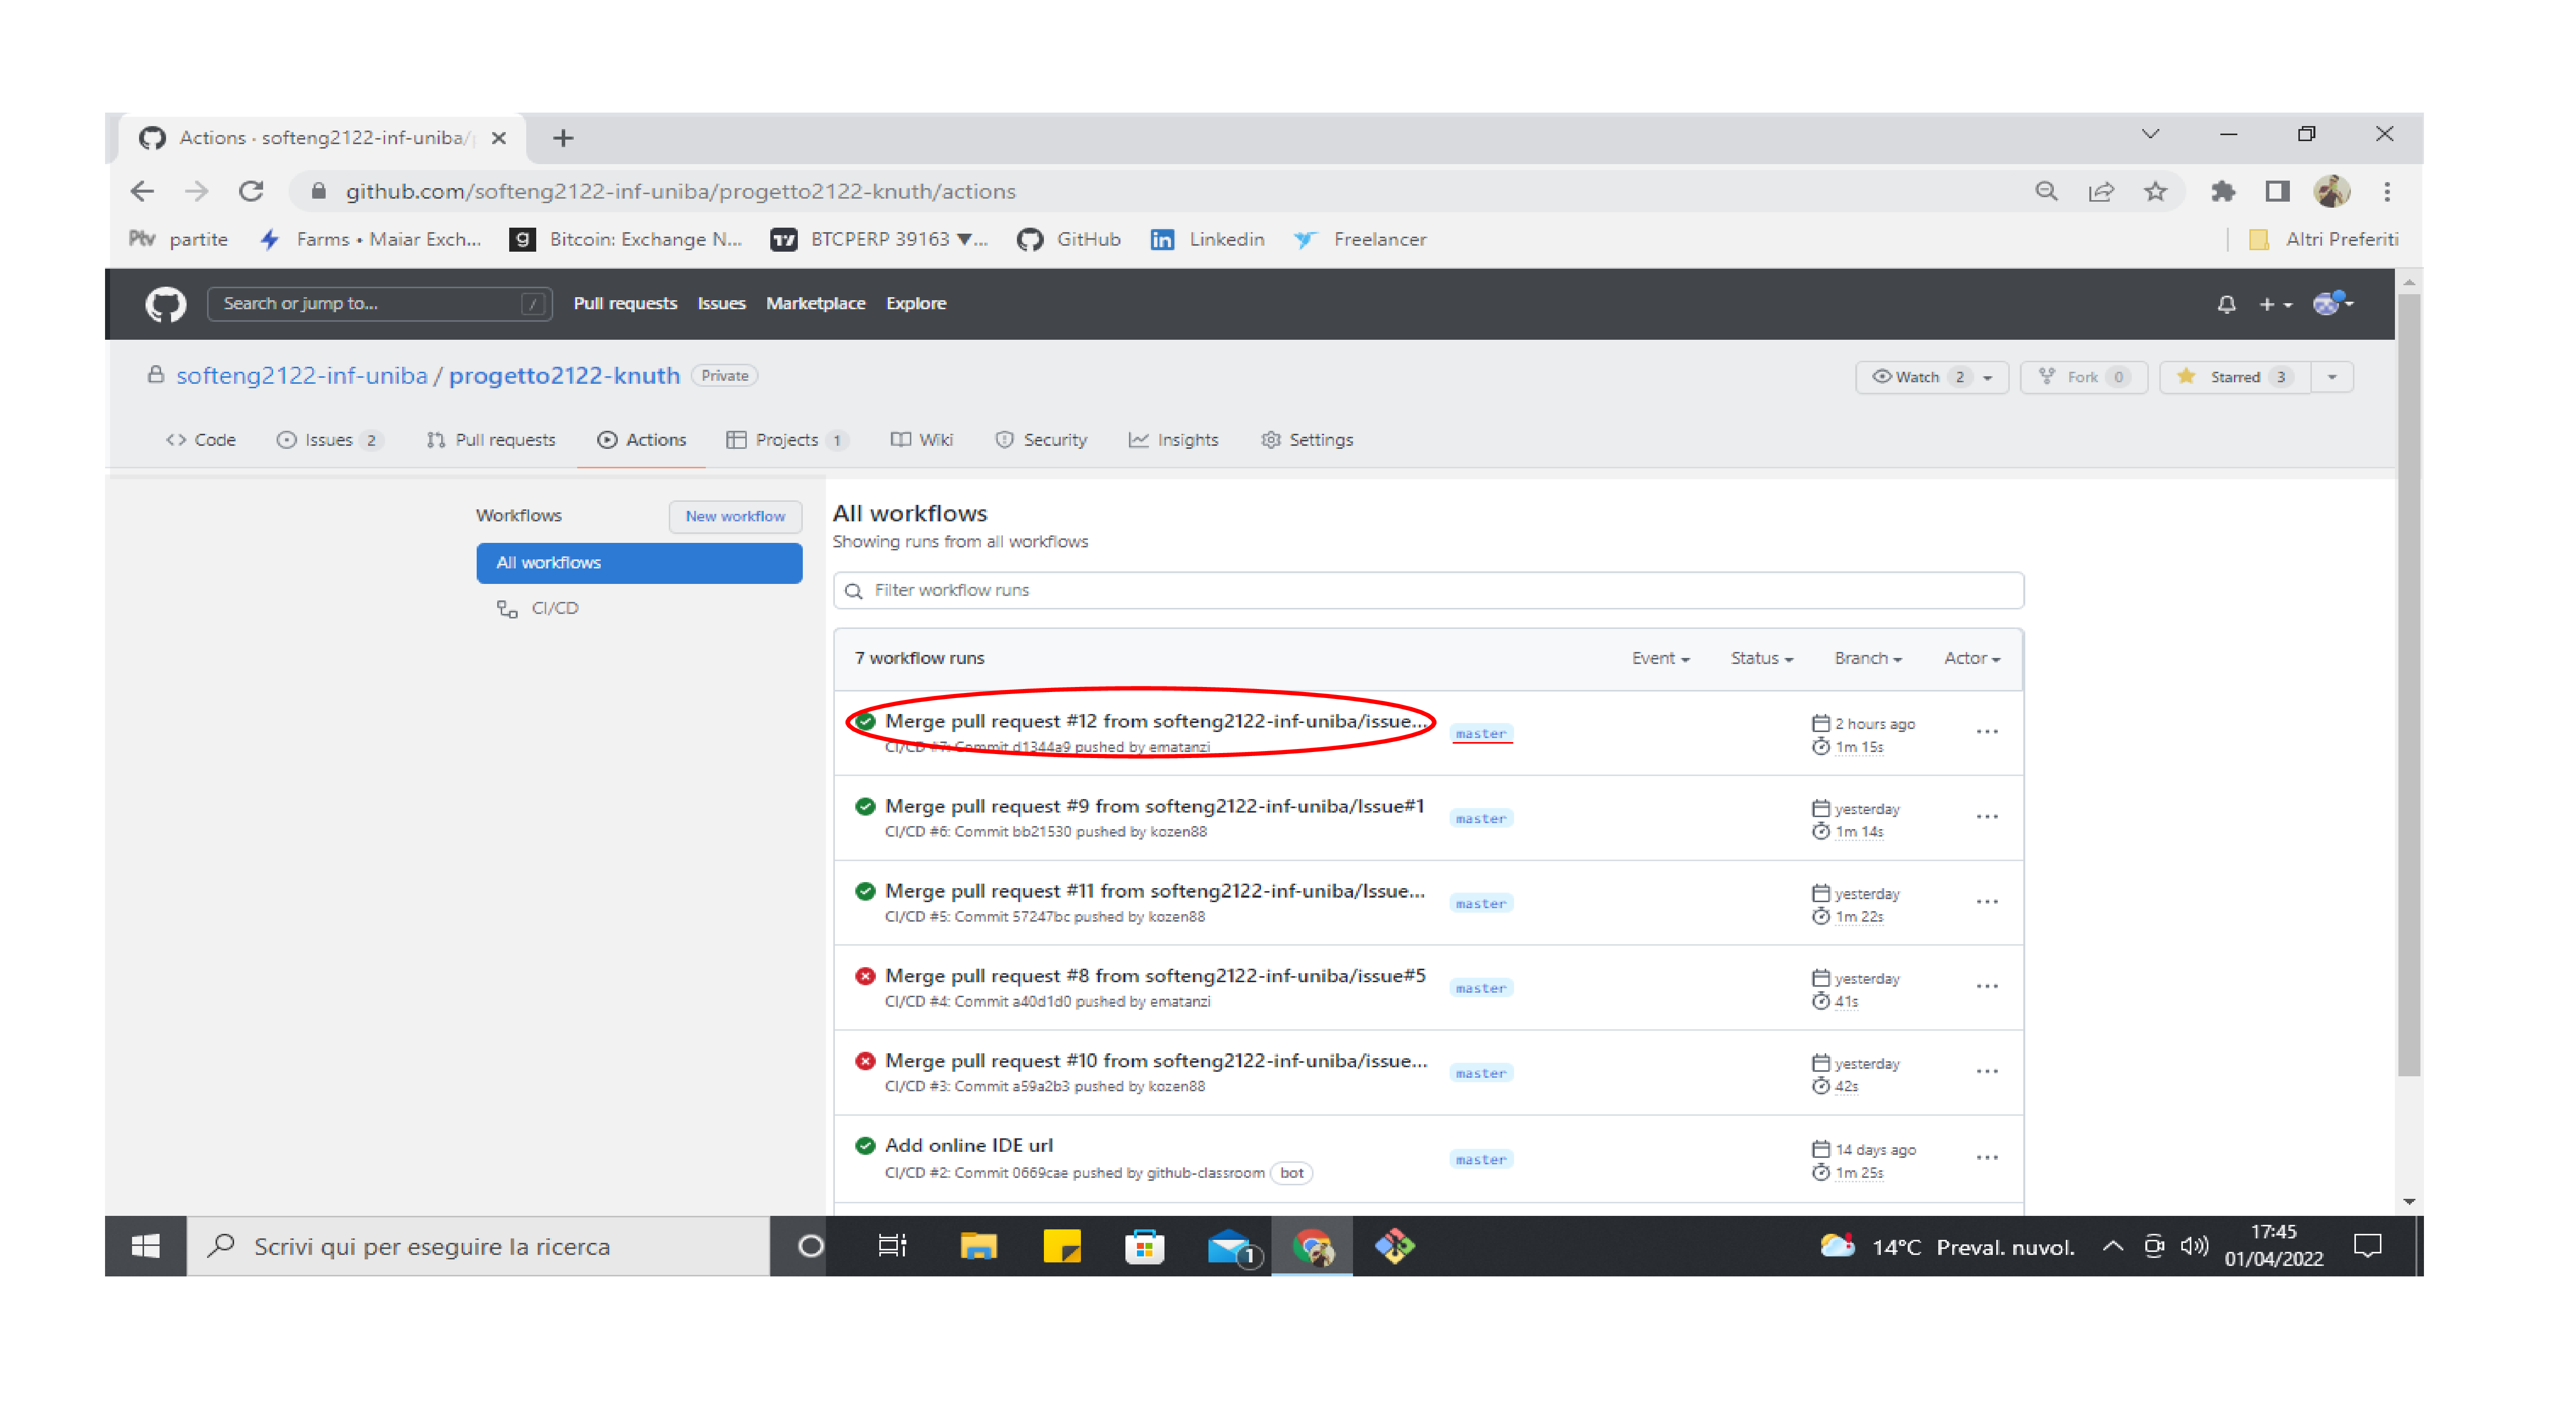 Actions · softeng2122-inf-uniba/
github.com/softeng2122-inf-uniba/progetto2122-knuth/actions
Ptv partite Farms • Maiar Exch... g Bitcoin: Exchange N... BTCPERP 39163 ▼... GitHub in Linkedin Freelancer Altri Preferiti
Search or jump to... / Pull requests Issues Marketplace Explore
softeng2122-inf-uniba / progetto2122-knuth Private Watch 2 Fork 0 Starred 3
<> Code Issues 2 Pull requests Actions Projects 1 Wiki Security Insights Settings
Workflows New workflow
All workflows
CI/CD
All workflows
Showing runs from all workflows
Filter workflow runs
7 workflow runs Event Status Branch Actor
Merge pull request #12 from softeng2122-inf-uniba/issue... master 2 hours ago
CI/CD #7: Commit d1344a9 pushed by ematanzi 1m 15s
Merge pull request #9 from softeng2122-inf-uniba/Issue#1 master yesterday
CI/CD #6: Commit bb21530 pushed by kozen88 1m 14s
Merge pull request #11 from softeng2122-inf-uniba/Issue... master yesterday
CI/CD #5: Commit 57247bc pushed by kozen88 1m 22s
Merge pull request #8 from softeng2122-inf-uniba/issue#5 master yesterday
CI/CD #4: Commit a40d1d0 pushed by ematanzi 41s
Merge pull request #10 from softeng2122-inf-uniba/issue... master yesterday
CI/CD #3: Commit a59a2b3 pushed by kozen88 42s
Add online IDE url master 14 days ago
CI/CD #2: Commit 0669cae pushed by github-classroom bot 1m 25s
Scrivi qui per eseguire la ricerca 1 14°C Preval. nuvol. 17:45
01/04/2022